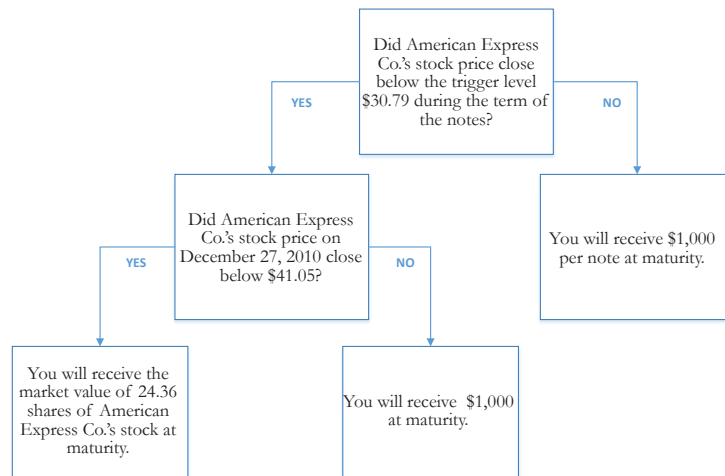 Did American Express
Co.'s stock price close
below the trigger level
$30.79 during the term of
the notes?
YES
NO
Did American Express
Co.'s stock price on
December 27, 2010 close
below $41.05?
You will receive $1,000
per note at maturity.
YES
NO
You will receive the
market value of 24.36
shares of American
Express Co.'s stock at
maturity.
You will receive $1,000
at maturity.